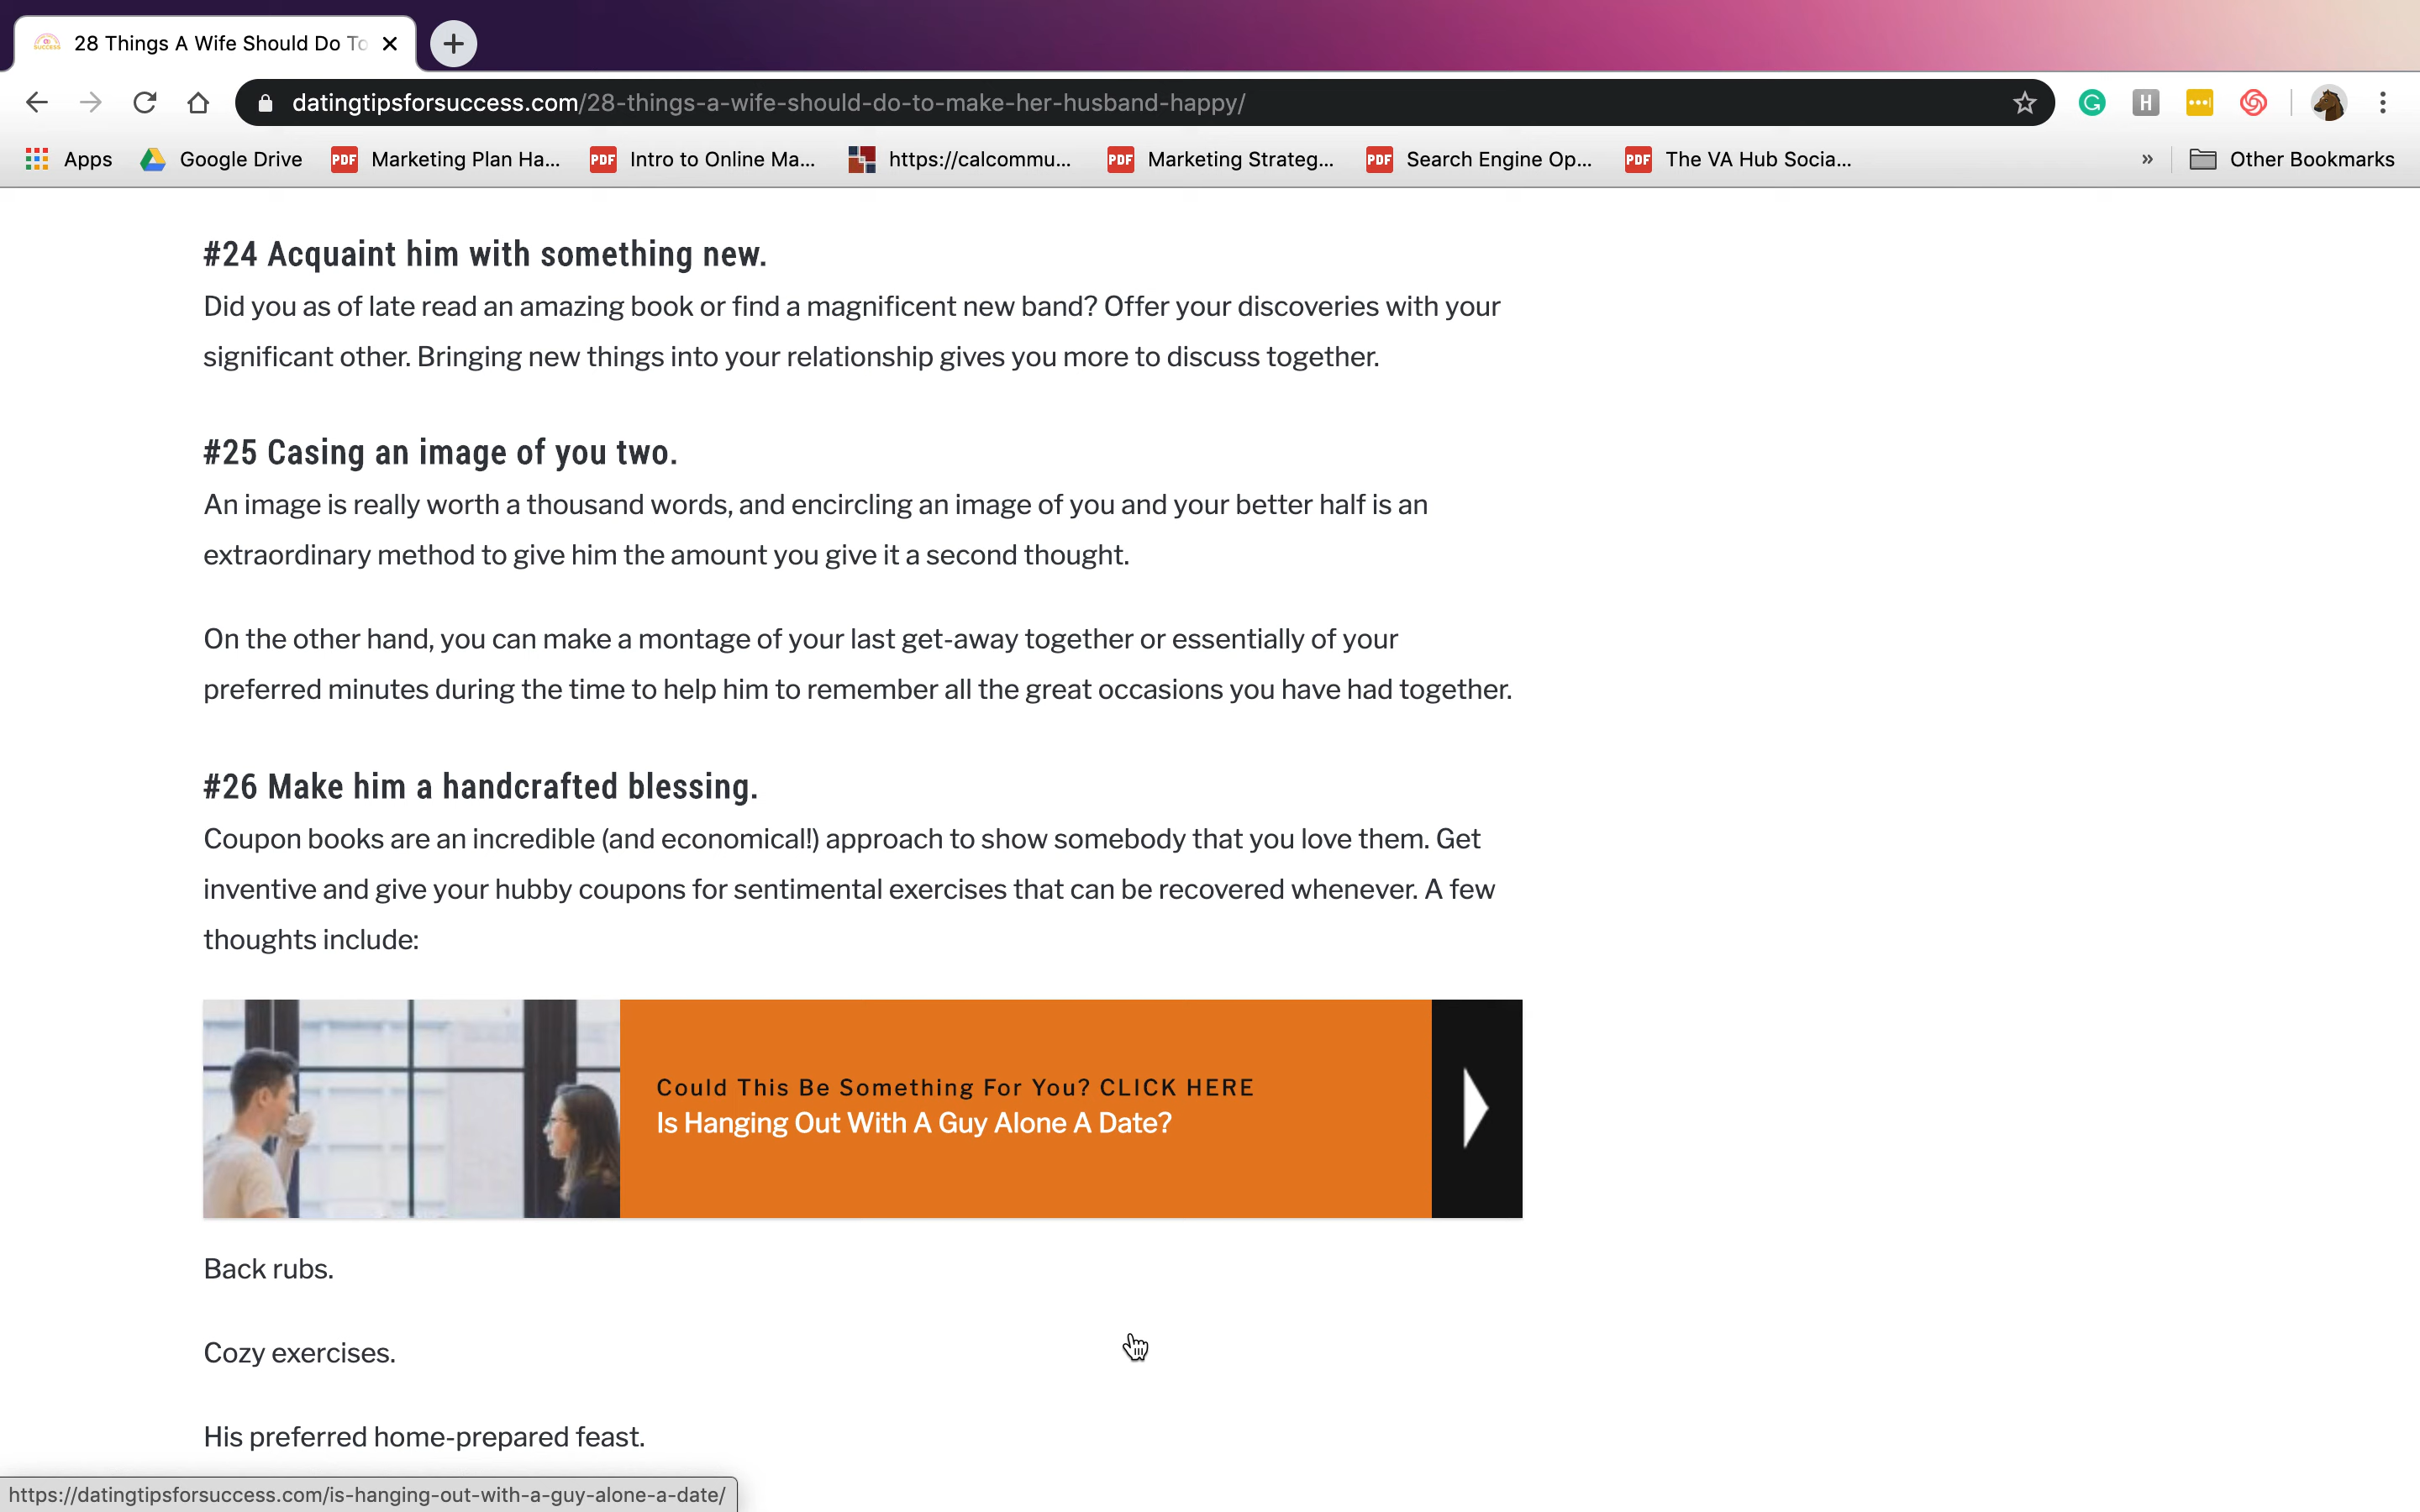 28 Things A Wife Should Do To
datingtipsforsuccess.com/28-things-a-wife-should-do-to-make-her-husband-happy/
G
H
Apps
Google Drive
PDF
Marketing Plan Ha...
PDF
Intro to Online Ma...
https://calcommu...
PDF
Marketing Strateg...
PDF
Search Engine Op...
PDF
The VA Hub Socia...
»
Other Bookmarks
#24 Acquaint him with something new.
Did you as of late read an amazing book or find a magnificent new band? Offer your discoveries with your
significant other. Bringing new things into your relationship gives you more to discuss together.
#25 Casing an image of you two.
An image is really worth a thousand words, and encircling an image of you and your better half is an
extraordinary method to give him the amount you give it a second thought.
On the other hand, you can make a montage of your last get-away together or essentially of your
preferred minutes during the time to help him to remember all the great occasions you have had together.
#26 Make him a handcrafted blessing.
Coupon books are an incredible (and economical!) approach to show somebody that you love them. Get
inventive and give your hubby coupons for sentimental exercises that can be recovered whenever. A few
thoughts include:
Could This Be Something For You? CLICK HERE
Is Hanging Out With A Guy Alone A Date?
Back rubs.
Cozy exercises.
His preferred home-prepared feast.
https://datingtipsforsuccess.com/is-hanging-out-with-a-guy-alone-a-date/